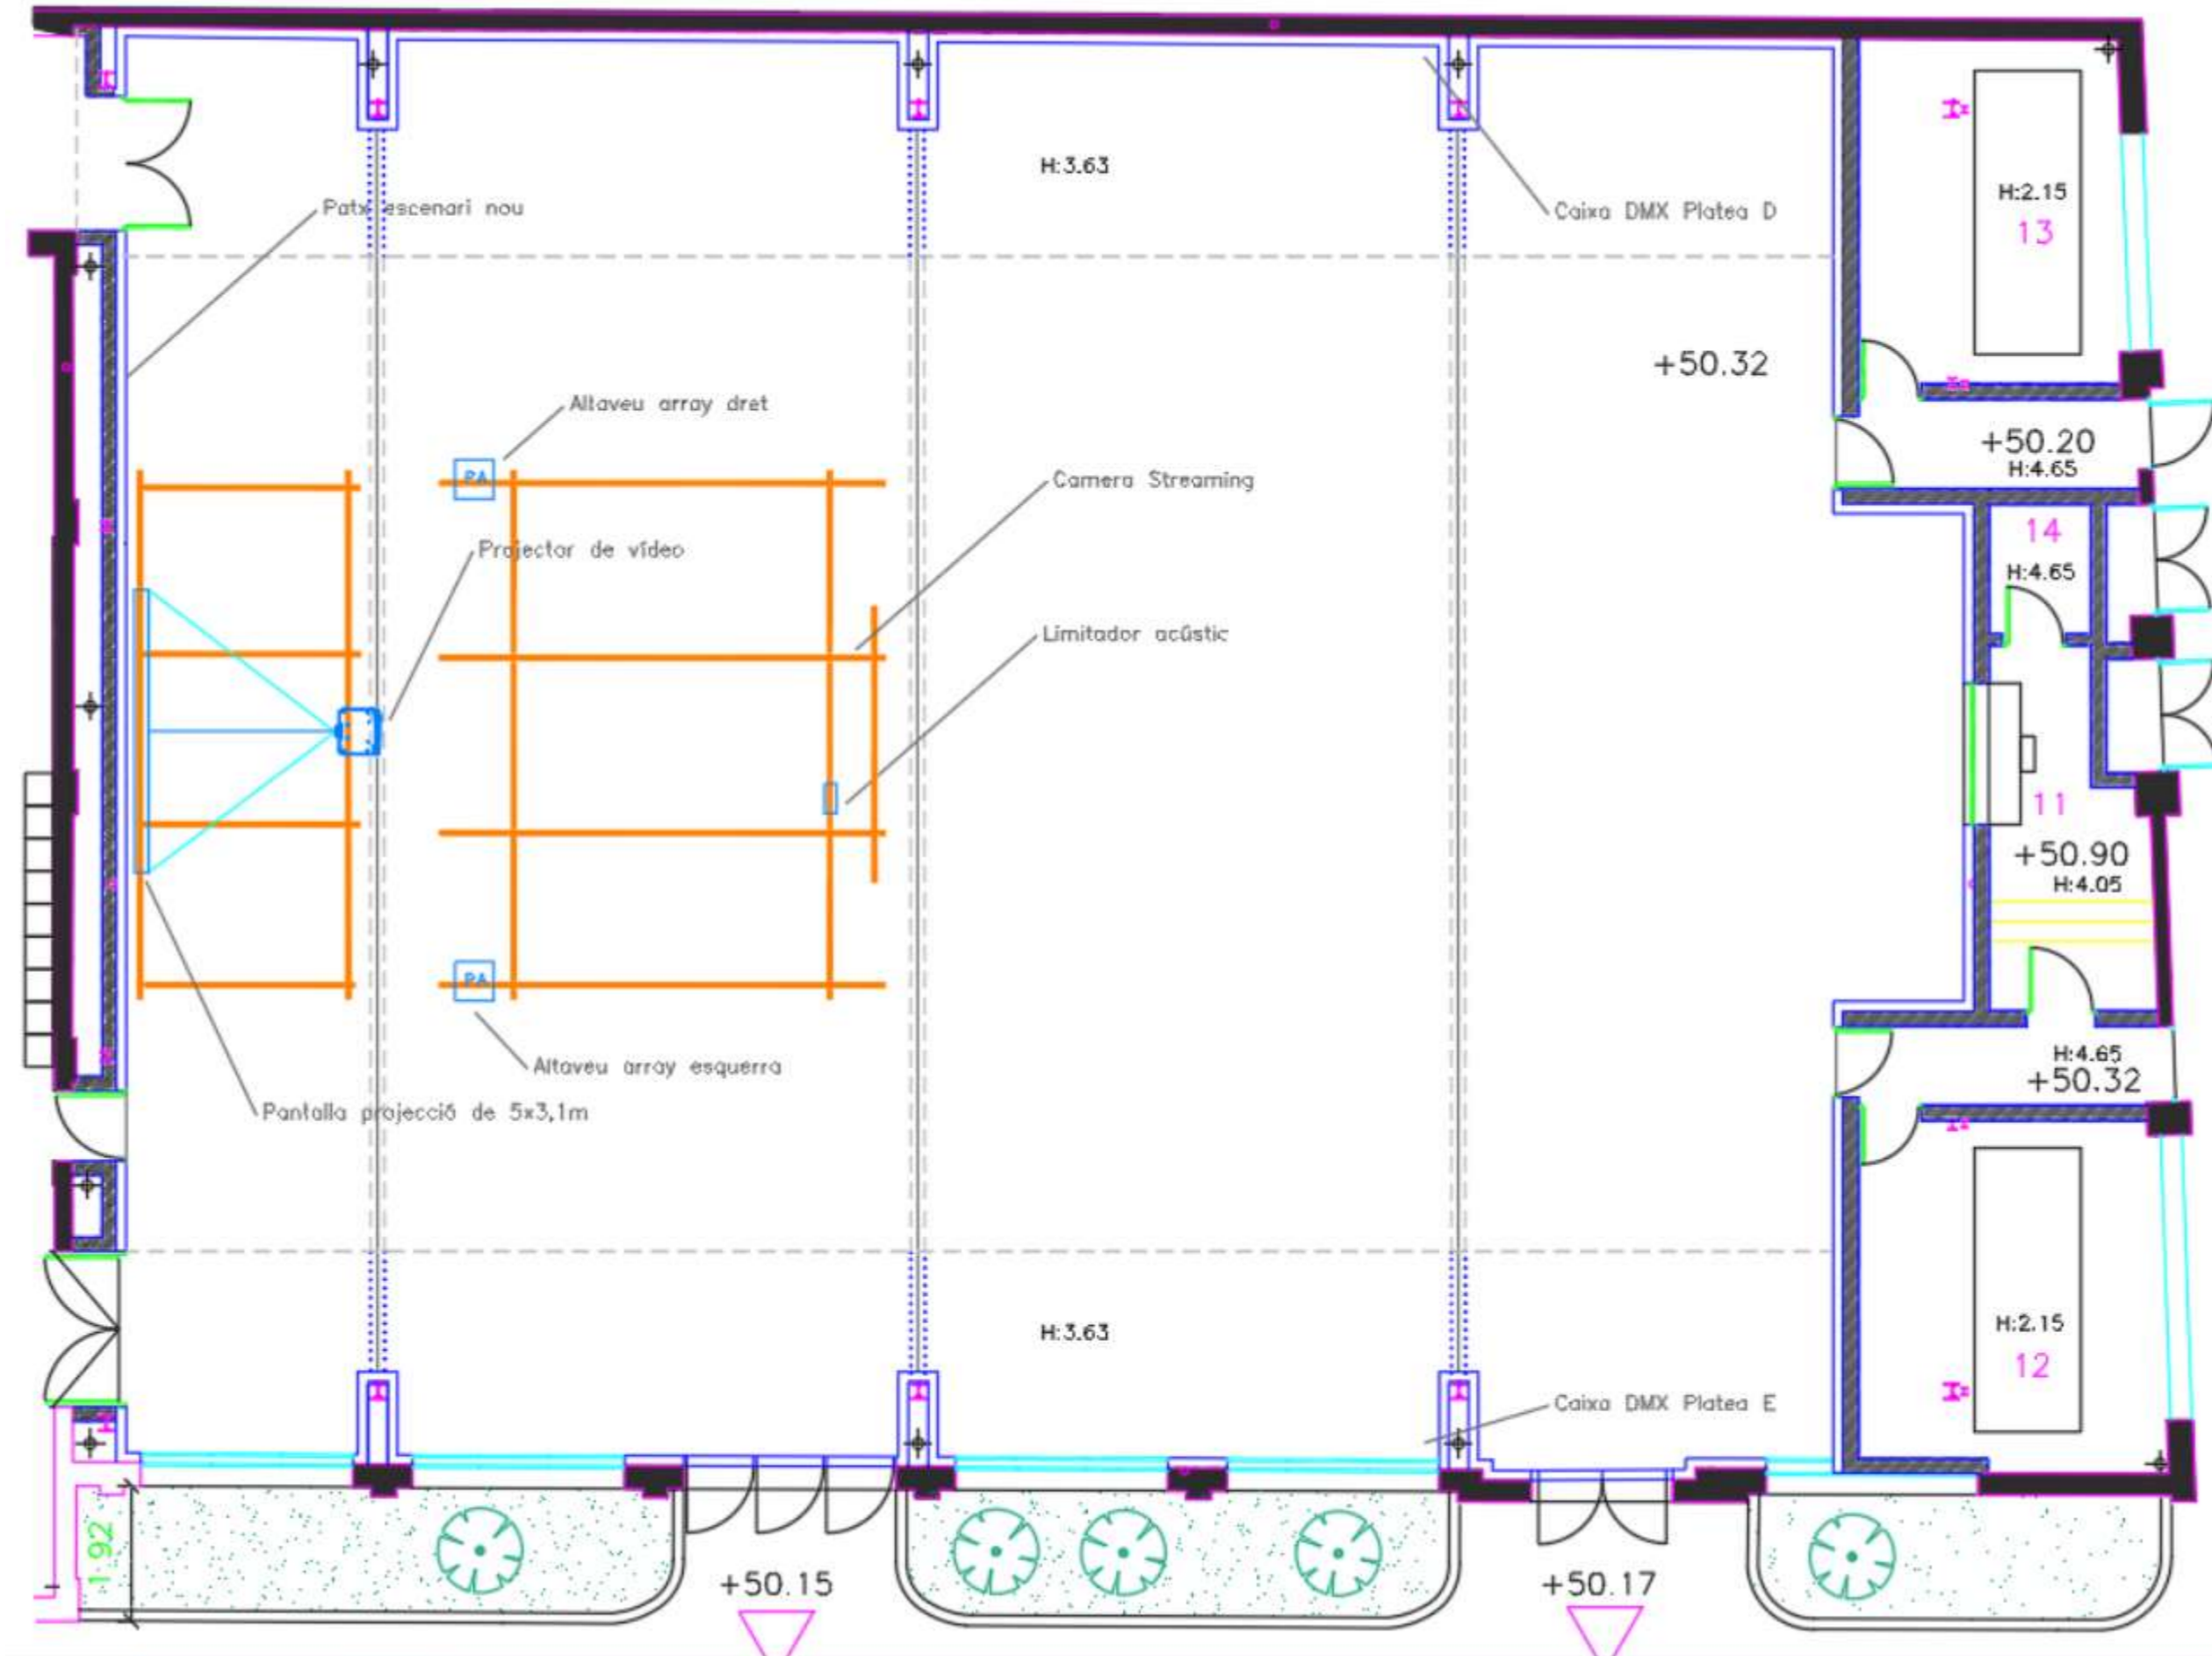 H:3.63
H:2.15
13
Patx escenari nou
Caixa DMX Platea D
+50.32
Altaveu array dret
PA
+50.20
H:4.65
Camera Streaming
14
H:4.65
Projector de vídeo
Limitador acústic
11
+50.90
H:4.05
PA
Altaveu array esquerra
H:4.65
+50.32
Pantalla projecció de 5x3,1m
H:3.63
H:2.15
12
Caixa DMX Platea E
1.92
+50.15
+50.17